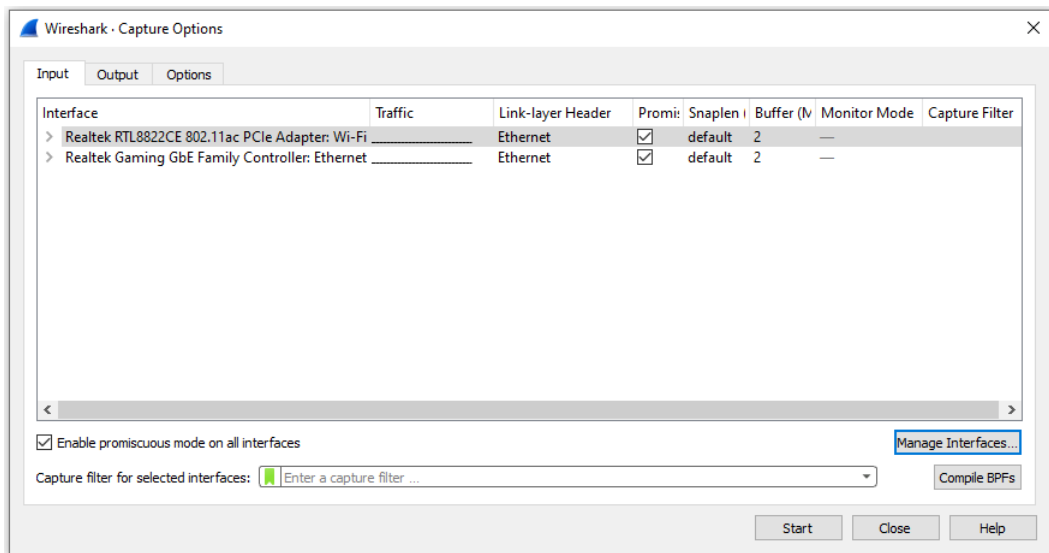 Wireshark · Capture Options
Input Output Options
Interface Traffic Link-layer Header Promi: Snaplen ( Buffer (M Monitor Mode Capture Filter
Realtek RTL8822CE 802.11ac PCIe Adapter: Wi-Fi Ethernet default 2 —
Realtek Gaming GbE Family Controller: Ethernet Ethernet default 2 —
Enable promiscuous mode on all interfaces Manage Interfaces...
Capture filter for selected interfaces: Enter a capture filter ... Compile BPFs
Start Close Help